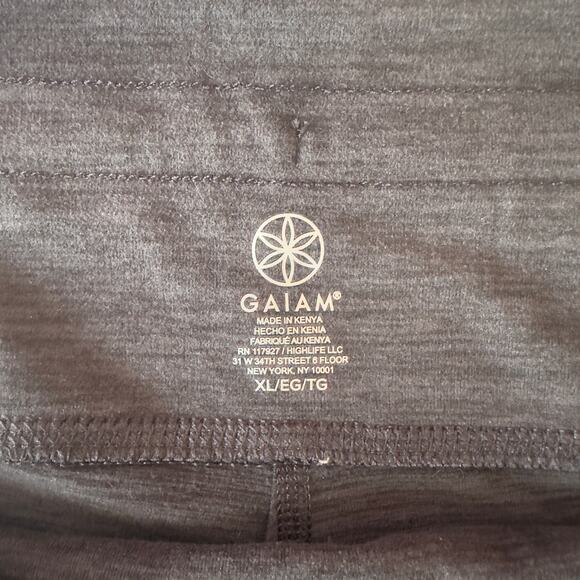 GAIAM®
MADE IN KENYA
HECHO EN KENIA
FABRIQUÉ AU KENYA
RN 117927 / HIGHLIFE LLC
31 W 34TH STREET 6 FLOOR
NEW YORK, NY 10001
XL/EG/TG